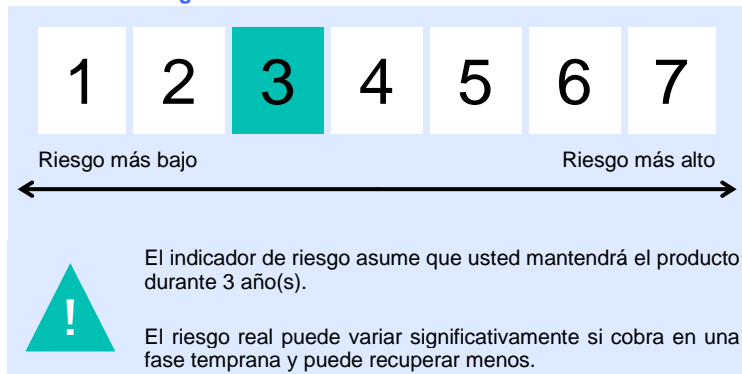 1 2 3 4 5 6 7
Riesgo más bajo Riesgo más alto
El indicador de riesgo asume que usted mantendrá el producto
durante 3 año(s).
!
El riesgo real puede variar significativamente si cobra en una
fase temprana y puede recuperar menos.